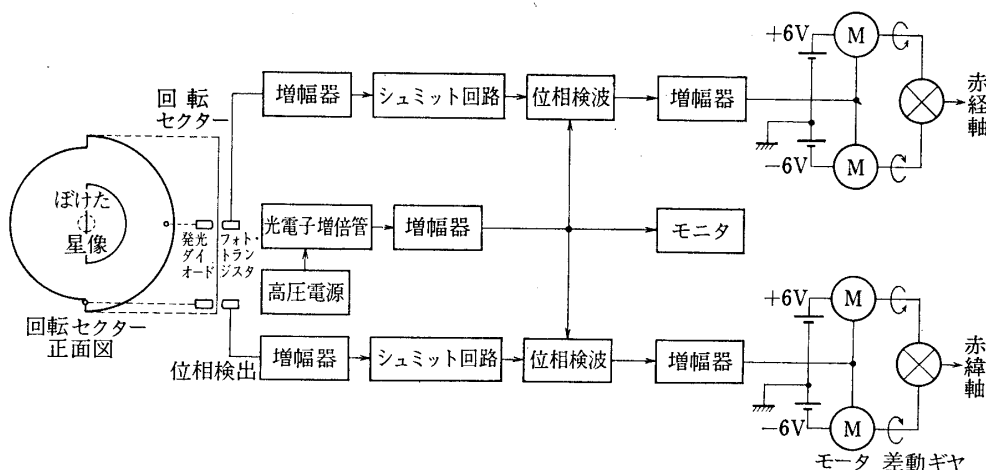 回転
セクター
ぼけた
星像
回転セクター
正面図
発光
ダイ
オード
フォト・
トラン
ジスタ
位相検出
増幅器
シュミット回路
位相検波
増幅器
光電子増倍管
増幅器
モニタ
高圧電源
増幅器
シュミット回路
位相検波
増幅器
+6V
M
-6V
M
赤経軸
+6V
M
-6V
M
赤緯軸
モータ 差動ギヤ